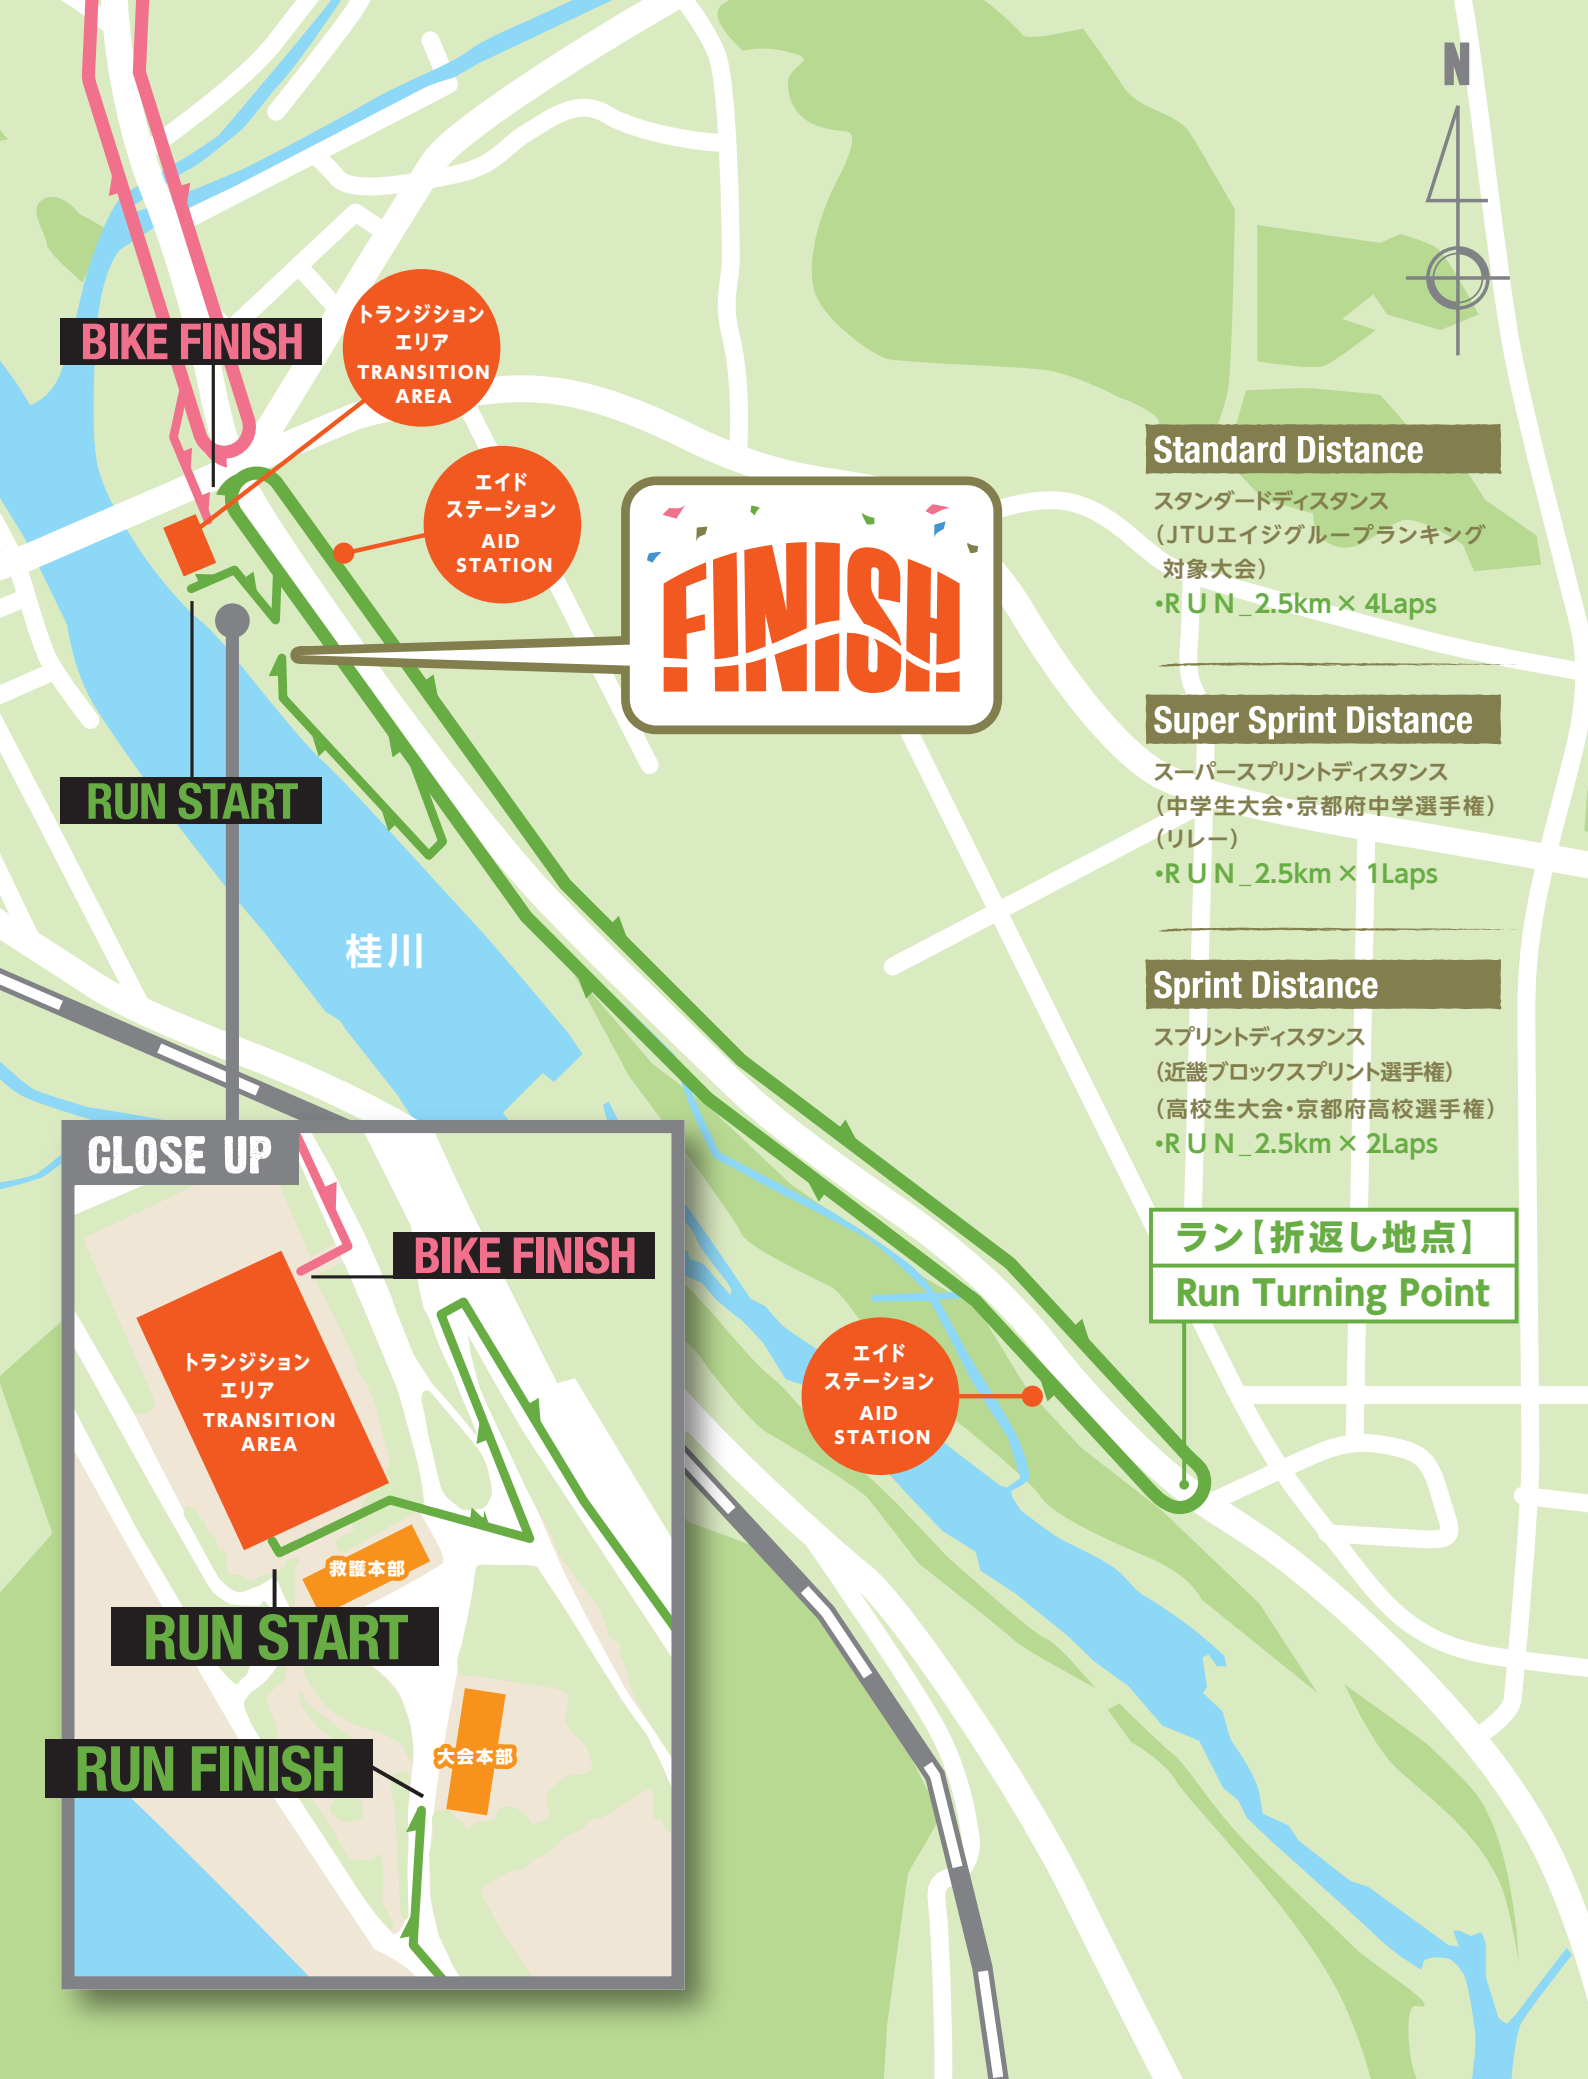 N
BIKE FINISH
トランジション
エリア
TRANSITION
AREA
エイド
ステーション
AID
STATION
FINISH
RUN START
桂川
Standard Distance
スタンダードディスタンス
（JTUエイジグループランキング
対象大会）
・RUN_2.5km×4Laps
Super Sprint Distance
スーパースプリントディスタンス
（中学生大会・京都府中学選手権）
（リレー）
・RUN_2.5km×1Laps
Sprint Distance
スプリントディスタンス
（近畿ブロックスプリント選手権）
（高校生大会・京都府高校選手権）
・RUN_2.5km×2Laps
ラン【折返し地点】
Run Turning Point
エイド
ステーション
AID
STATION
CLOSE UP
BIKE FINISH
トランジション
エリア
TRANSITION
AREA
救護本部
RUN START
大会本部
RUN FINISH